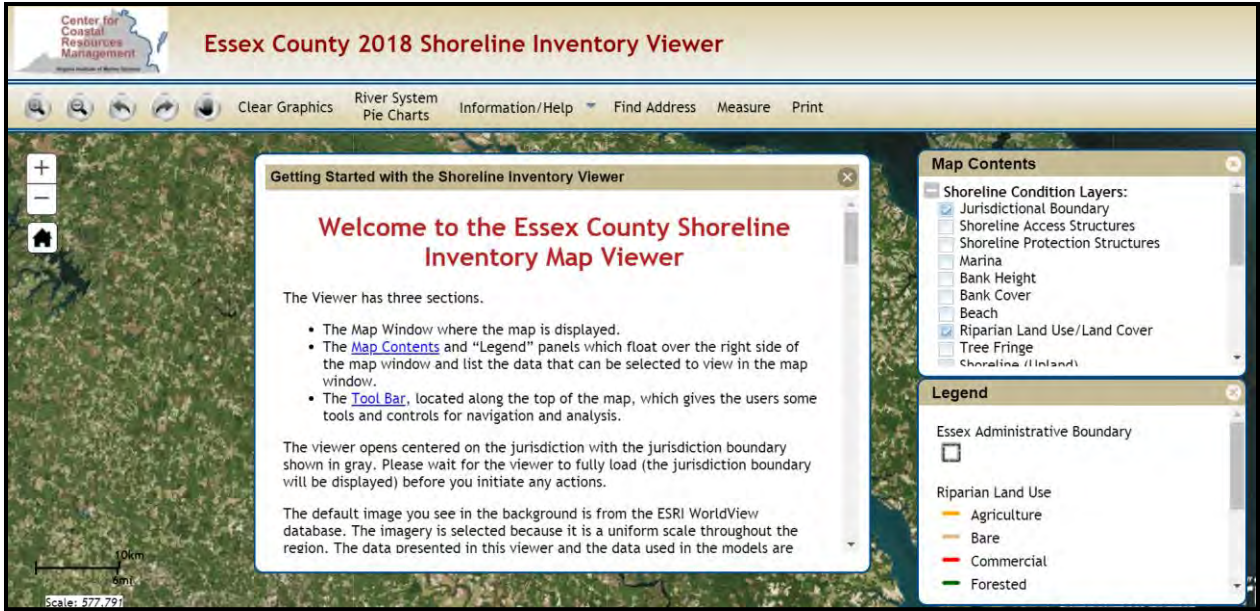 Center for
Coastal
Resources
Management
Essex County 2018 Shoreline Inventory Viewer
Clear Graphics
River System
Pie Charts
Information/Help
Find Address
Measure
Print
+
−
Getting Started with the Shoreline Inventory Viewer
Welcome to the Essex County Shoreline
Inventory Map Viewer
The Viewer has three sections.
• The Map Window where the map is displayed.
• The Map Contents and “Legend” panels which float over the right side of
the map window and list the data that can be selected to view in the map
window.
• The Tool Bar, located along the top of the map, which gives the users some
tools and controls for navigation and analysis.
The viewer opens centered on the jurisdiction with the jurisdiction boundary
shown in gray. Please wait for the viewer to fully load (the jurisdiction boundary
will be displayed) before you initiate any actions.
The default image you see in the background is from the ESRI WorldView
database. The imagery is selected because it is a uniform scale throughout the
region. The data presented in this viewer and the data used in the models are
Map Contents
Shoreline Condition Layers:
Jurisdictional Boundary
Shoreline Access Structures
Shoreline Protection Structures
Marina
Bank Height
Bank Cover
Beach
Riparian Land Use/Land Cover
Tree Fringe
Shoreline (Upland)
Legend
Essex Administrative Boundary
Riparian Land Use
Agriculture
Bare
Commercial
Forested
10km
6mi
Scale: 577,791